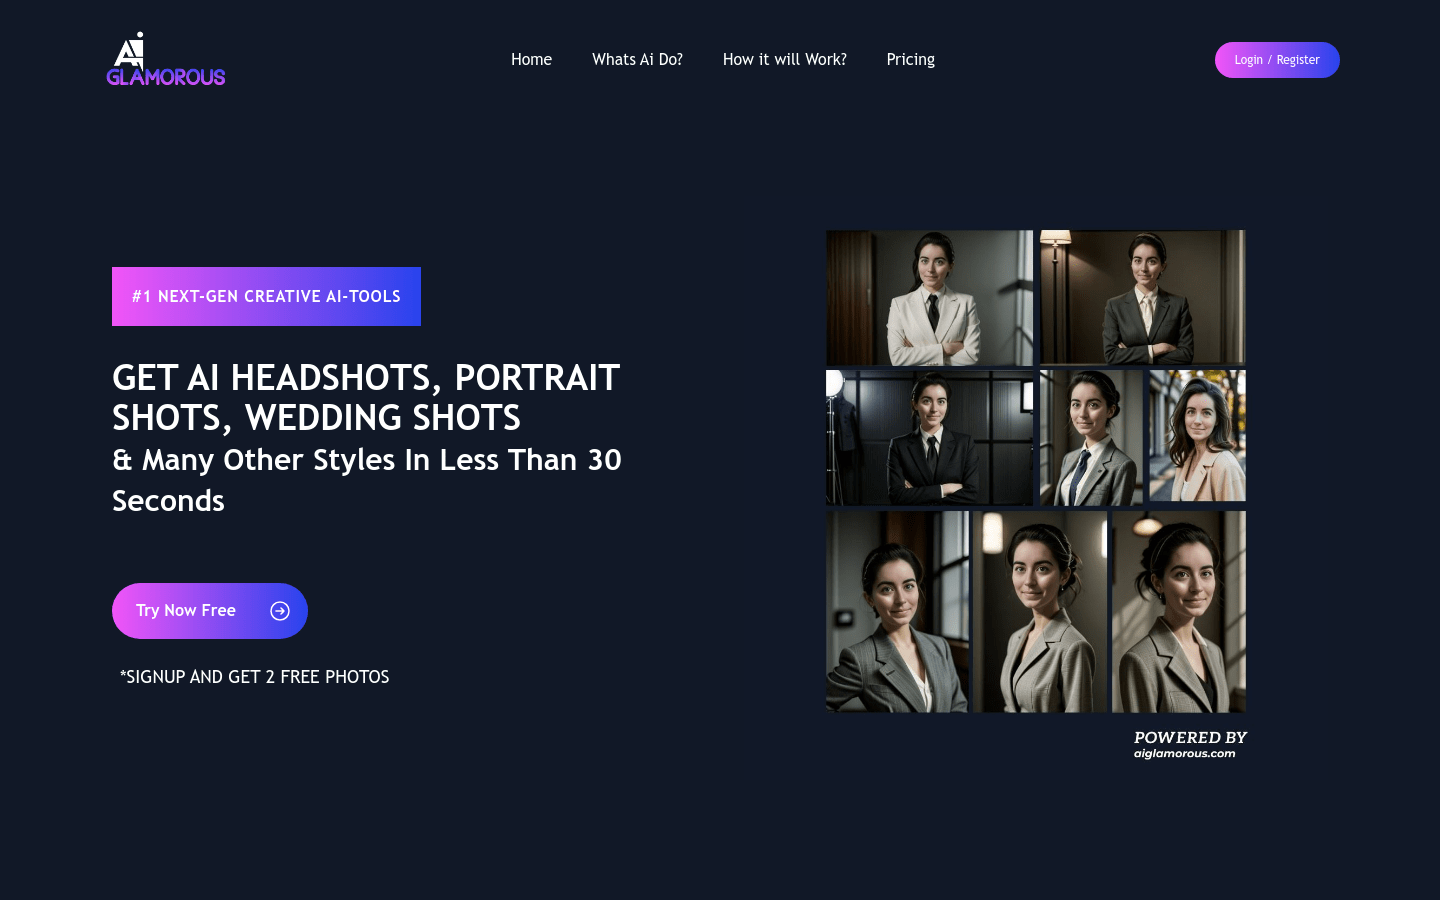 Ai
GLAMOROUS
Home
Whats Ai Do?
How it will Work?
Pricing
Login / Register
#1 NEXT-GEN CREATIVE AI-TOOLS
GET AI HEADSHOTS, PORTRAIT
SHOTS, WEDDING SHOTS
& Many Other Styles In Less Than 30
Seconds
Try Now Free
*SIGNUP AND GET 2 FREE PHOTOS
POWERED BY
aiglamorous.com